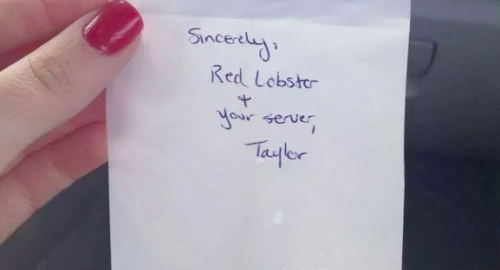 Sincerely,
Red Lobster
+
your server,
Taylor